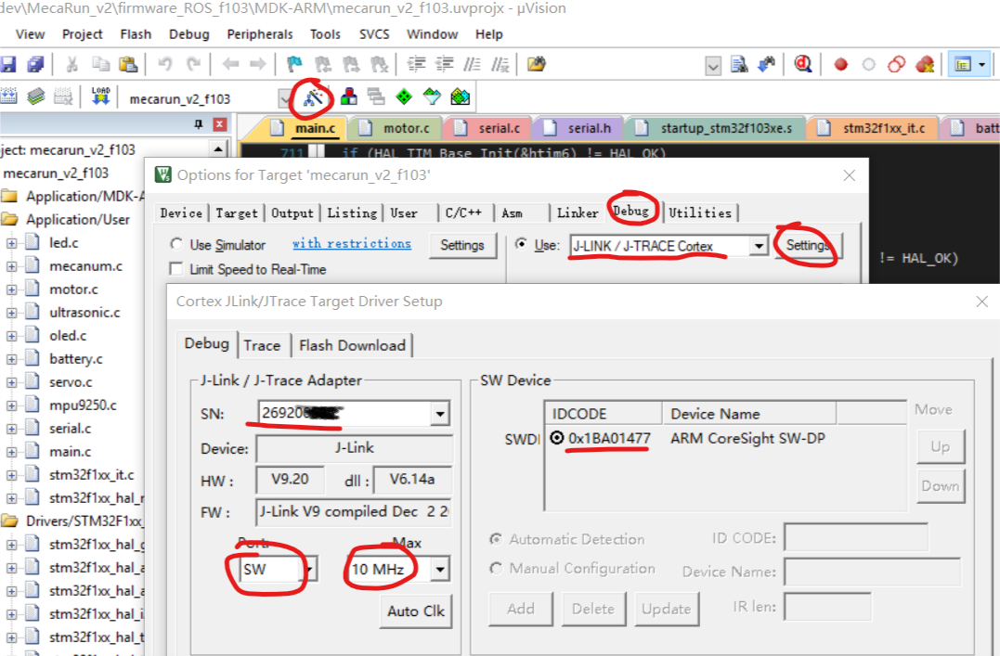 dev\MecaRun_v2\firmware_ROS_f103\MDK-ARM\mecarun_v2_f103.uvprojx - µVision
View Project Flash Debug Peripherals Tools SVCS Window Help
LOAD mecarun_v2_f103
main.c motor.c serial.c serial.h startup_stm32f103xe.s stm32f1xx_it.c batt
ject: mecarun_v2_f103
711 if (HAL_TIM_Base_Init(&htim6) != HAL_OK)
mecarun_v2_f103
Application/MDK-A
Application/User
led.c
mecanum.c
motor.c
ultrasonic.c
oled.c
battery.c
servo.c
mpu9250.c
serial.c
main.c
stm32f1xx_it.c
stm32f1xx_hal_r
Drivers/STM32F1xx_
stm32f1xx_hal_g
stm32f1xx_hal_a
stm32f1xx_hal_a
stm32f1xx_hal_i
stm32f1xx_hal_t
!= HAL_OK)
Options for Target 'mecarun_v2_f103'
Device Target Output Listing User C/C++ Asm Linker Debug Utilities
Use Simulator with restrictions Settings Use: J-LINK / J-TRACE Cortex Settings
Limit Speed to Real-Time
Cortex JLink/JTrace Target Driver Setup
Debug Trace Flash Download
J-Link / J-Trace Adapter
SN: 26920
Device: J-Link
HW : V9.20 dll : V6.14a
FW : J-Link V9 compiled Dec 2 2
Port: Max
SW 10 MHz
Auto Clk
SW Device
IDCODE Device Name Move
SWDI 0x1BA01477 ARM CoreSight SW-DP
Up
Down
Automatic Detection ID CODE:
Manual Configuration Device Name:
Add Delete Update IR len: